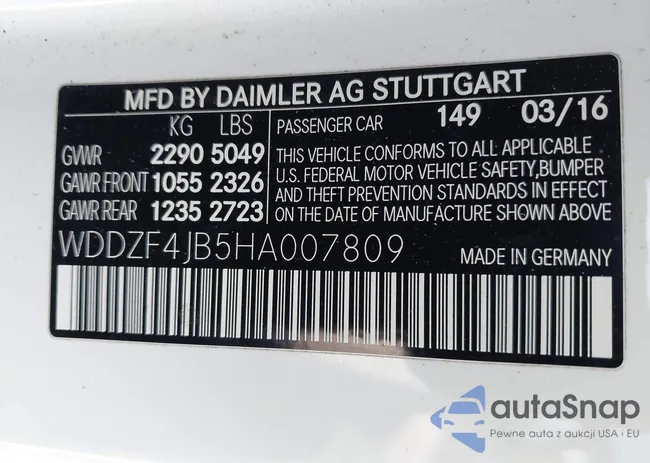 MFD BY DAIMLER AG STUTTGART
KG LBS
GVWR 2290 5049
GAWR FRONT 1055 2326
GAWR REAR 1235 2723
PASSENGER CAR 149 03/16
THIS VEHICLE CONFORMS TO ALL APPLICABLE
U.S. FEDERAL MOTOR VEHICLE SAFETY,BUMPER
AND THEFT PREVENTION STANDARDS IN EFFECT
ON THE DATE OF MANUFACTURE SHOWN ABOVE
WDDZF4JB5HA007809
MADE IN GERMANY
autaSnap
Pewne auta z aukcji USA i EU